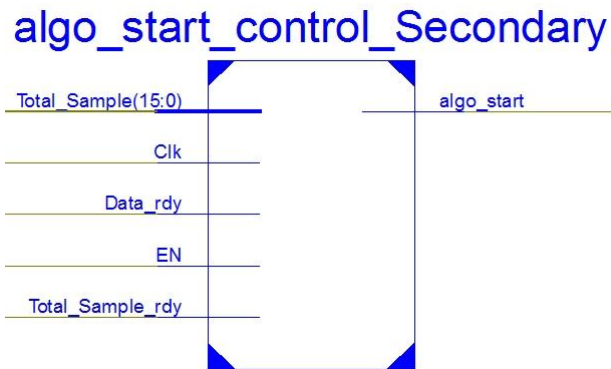 algo_start_control_Secondary
Total_Sample(15:0)
algo_start
Clk
Data_rdy
EN
Total_Sample_rdy